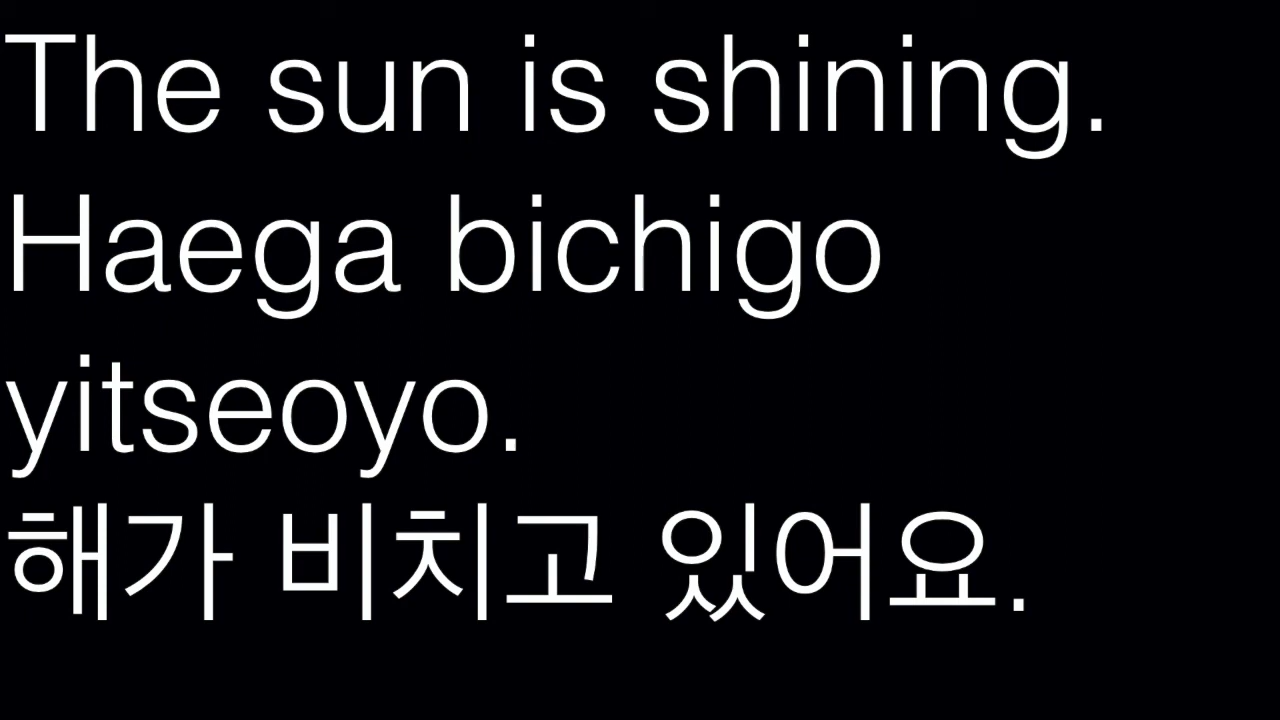 The sun is shining.
Haega bichigo
yitseoyo.
해가 비치고 있어요.